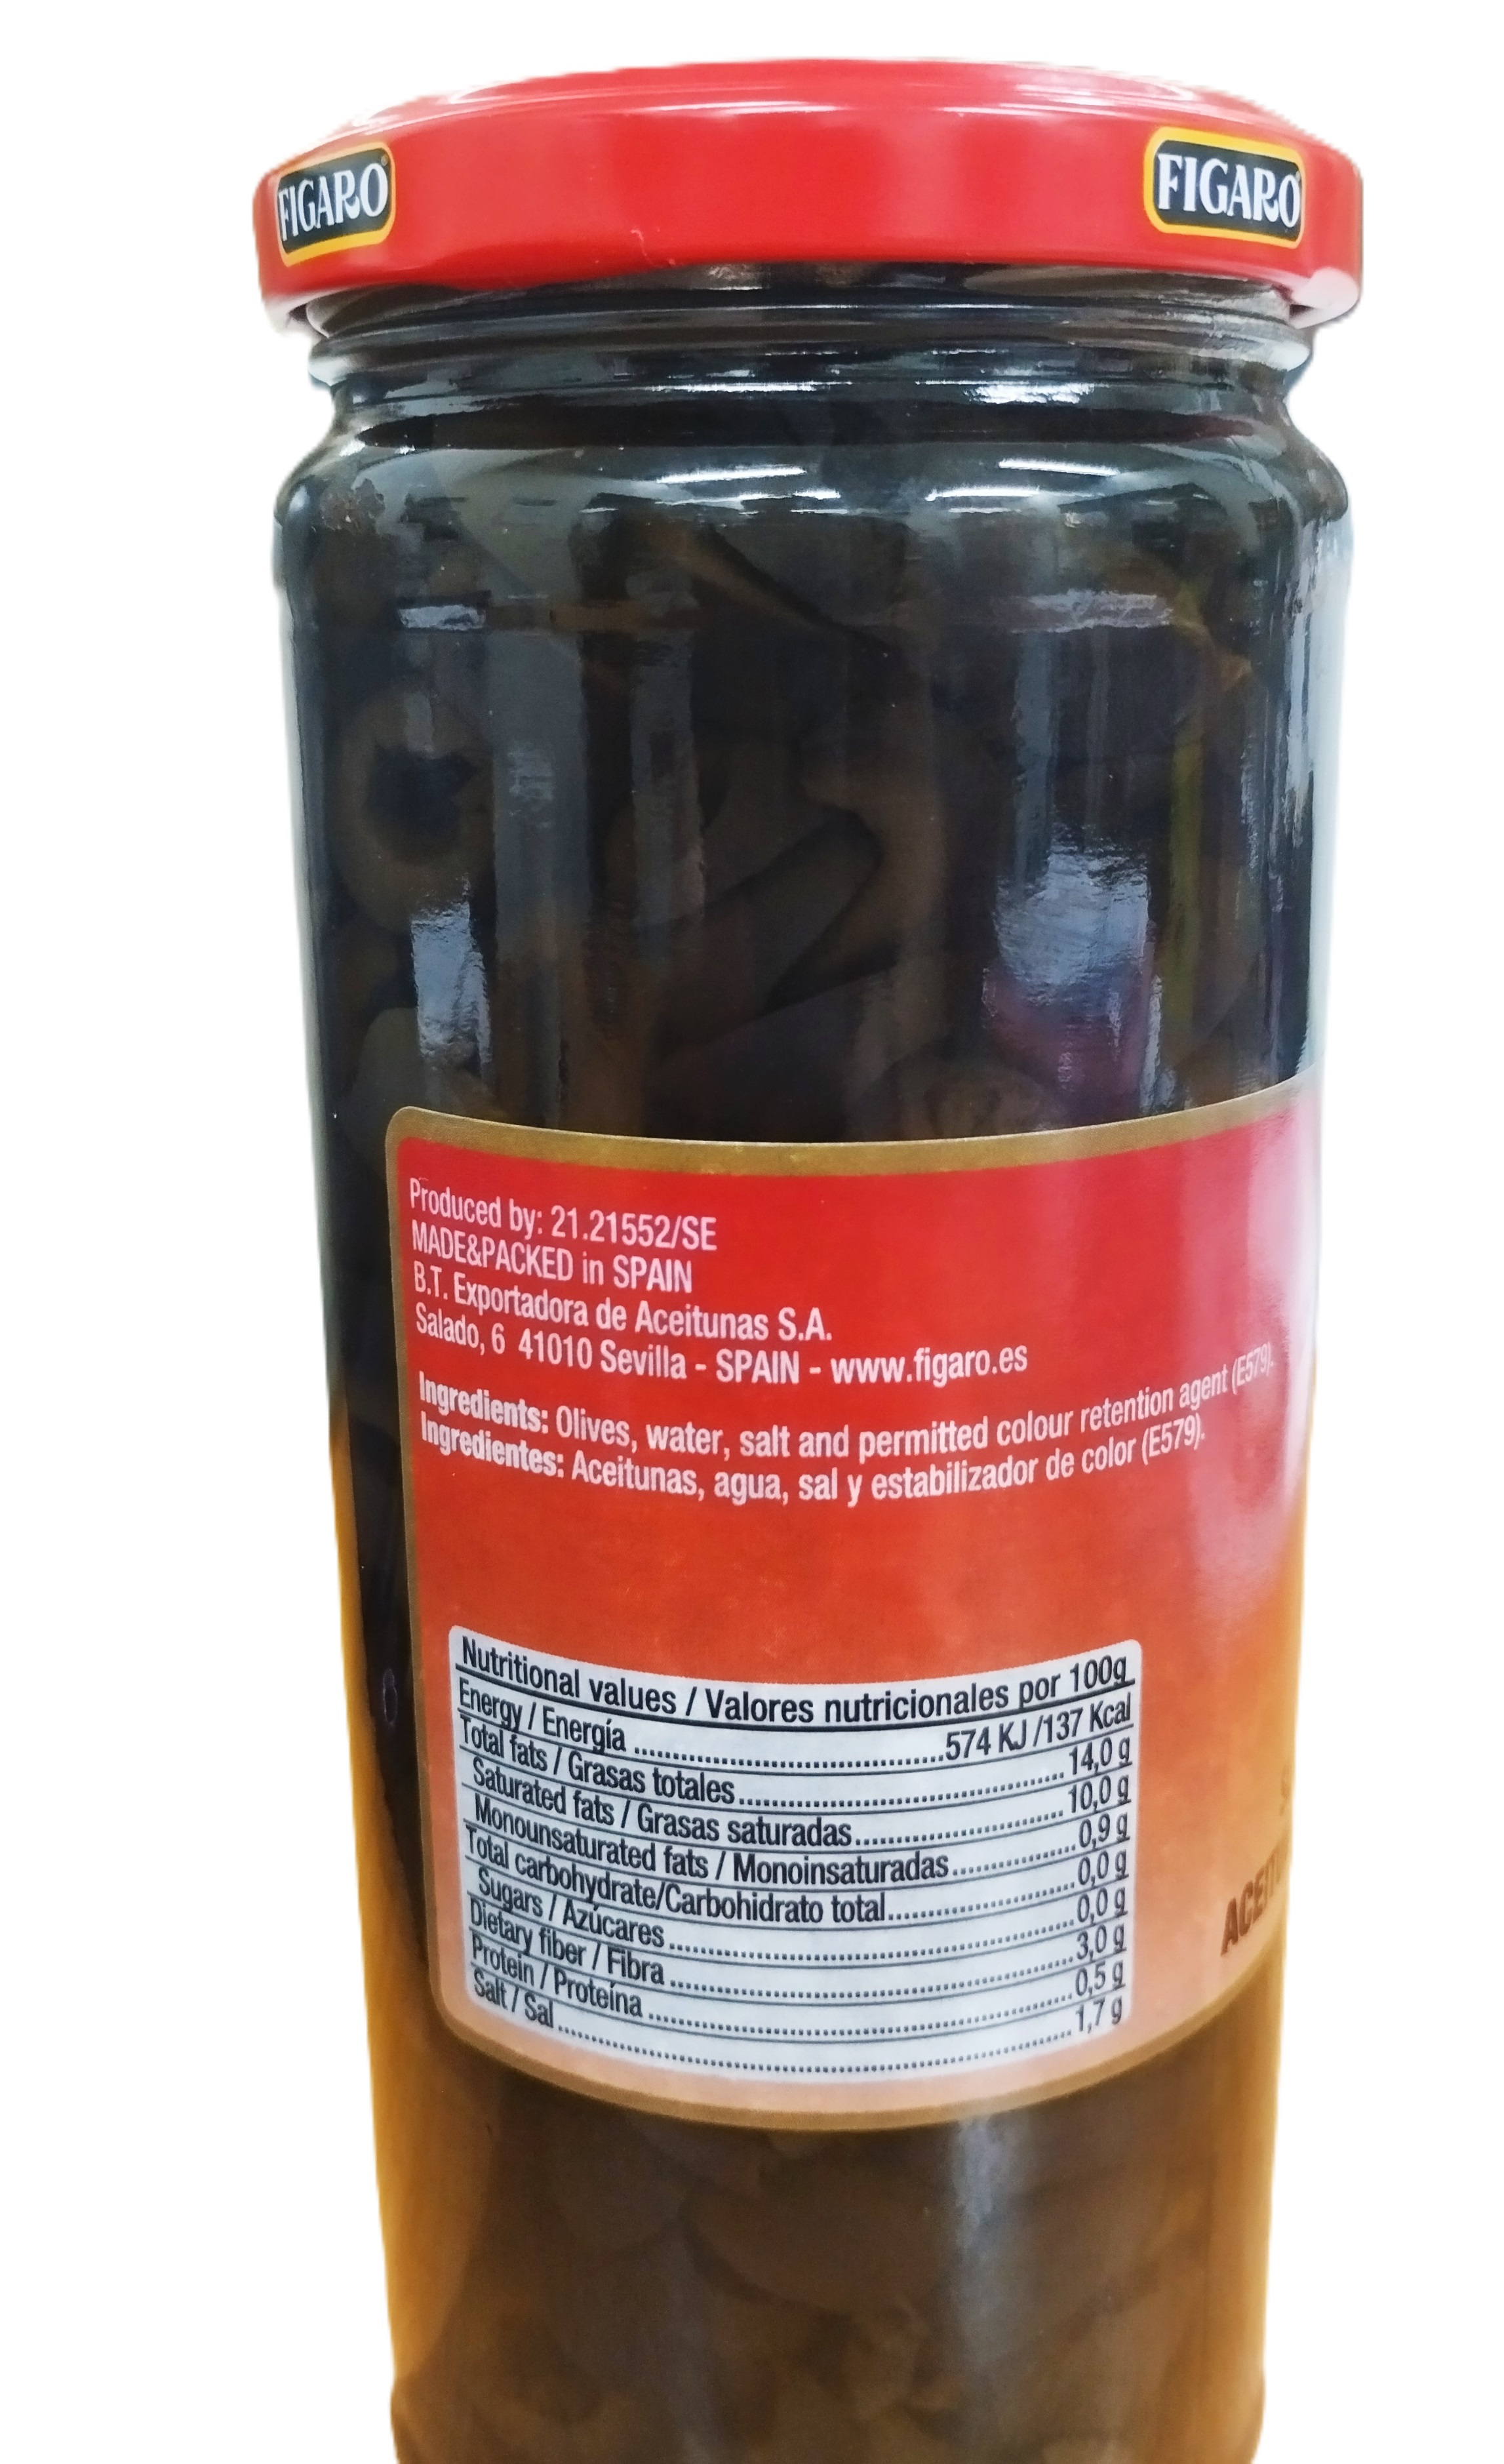 FIGARO
FIGARO
Produced by: 21.21552/SE
MADE&PACKED in SPAIN
B.T. Exportadora de Aceitunas S.A.
Salado, 6 41010 Sevilla - SPAIN - www.figaro.es
Ingredients: Olives, water, salt and permitted colour retention agent (E579).
Ingredientes: Aceitunas, agua, sal y estabilizador de color (E579).
Nutritional values / Valores nutricionales por 100g
Energy / Energía ........ 574 KJ /137 Kcal
Total fats / Grasas totales ........ 14,0 g
Saturated fats / Grasas saturadas ........ 10,0 g
Monounsaturated fats / Monoinsaturadas ........ 0,9 g
Total carbohydrate/Carbohidrato total ........ 0,0 g
Sugars / Azúcares ........ 0,0 g
Dietary fiber / Fibra ........ 3,0 g
Protein / Proteína ........ 0,5 g
Salt / Sal ........ 1,7 g